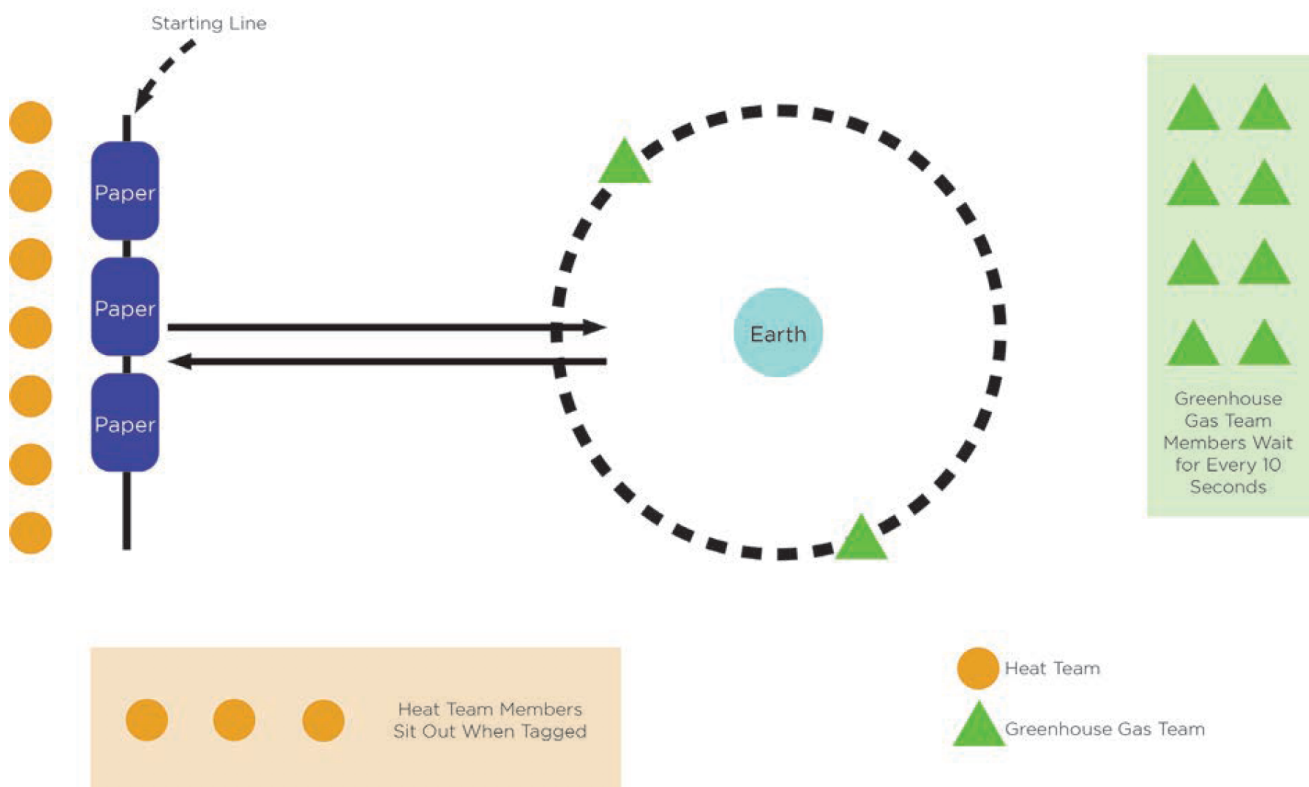 Starting Line
Paper
Paper
Paper
Earth
Greenhouse
Gas Team
Members Wait
for Every 10
Seconds
Heat Team Members
Sit Out When Tagged
Heat Team
Greenhouse Gas Team